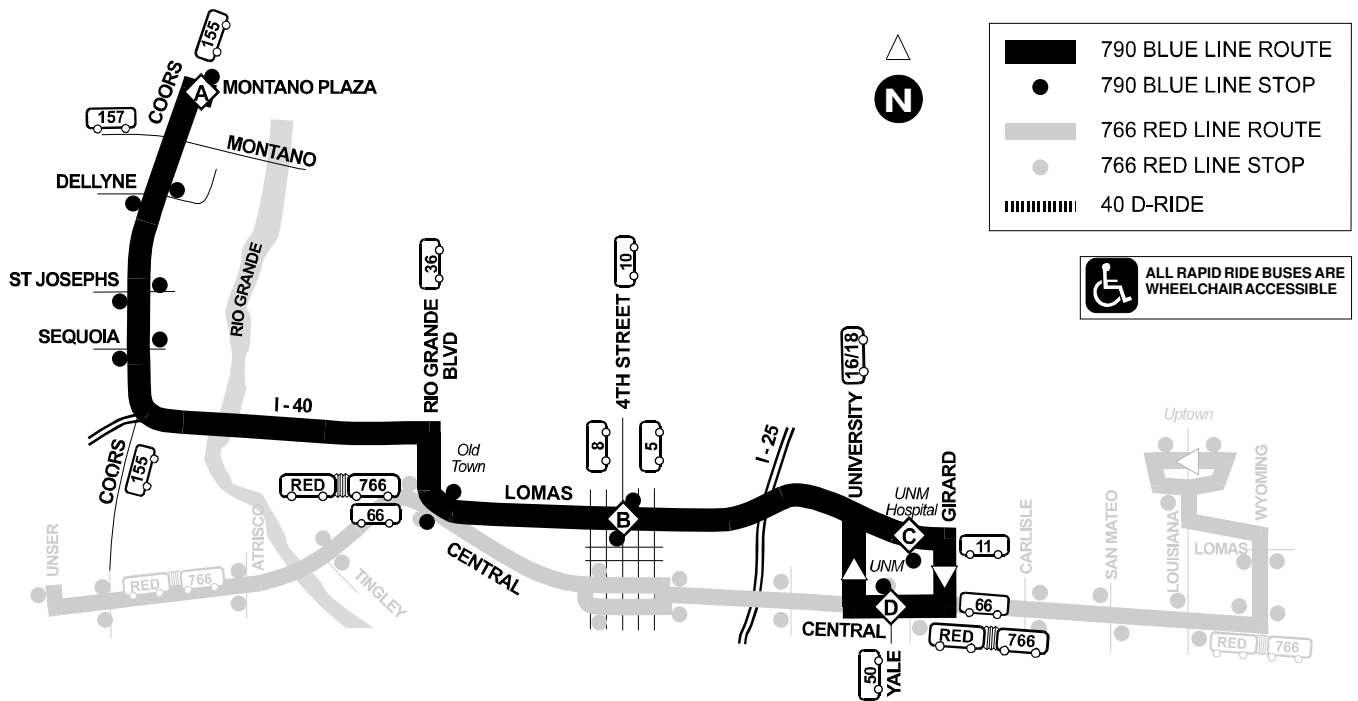 155
COORS
A
MONTANO PLAZA
157
MONTANO
DELLYNE
ST JOSEPHS
SEQUOIA
RIO GRANDE
I - 40
COORS
155
36
RIO GRANDE
BLVD
Old
Town
RED 766
66
10
4TH STREET
8
5
LOMAS
B
CENTRAL
I - 25
16/18
UNIVERSITY
UNM
Hospital
GIRARD
C
11
UNM
D
66
CENTRAL
RED 766
50
YALE
UNSER
RED 766
ATRISCO
TINGLEY
CARLISLE
SAN MATEO
LOUISIANA
Uptown
LOMAS
WYOMING
RED 766
N
790 BLUE LINE ROUTE
790 BLUE LINE STOP
766 RED LINE ROUTE
766 RED LINE STOP
40 D-RIDE
ALL RAPID RIDE BUSES ARE
WHEELCHAIR ACCESSIBLE